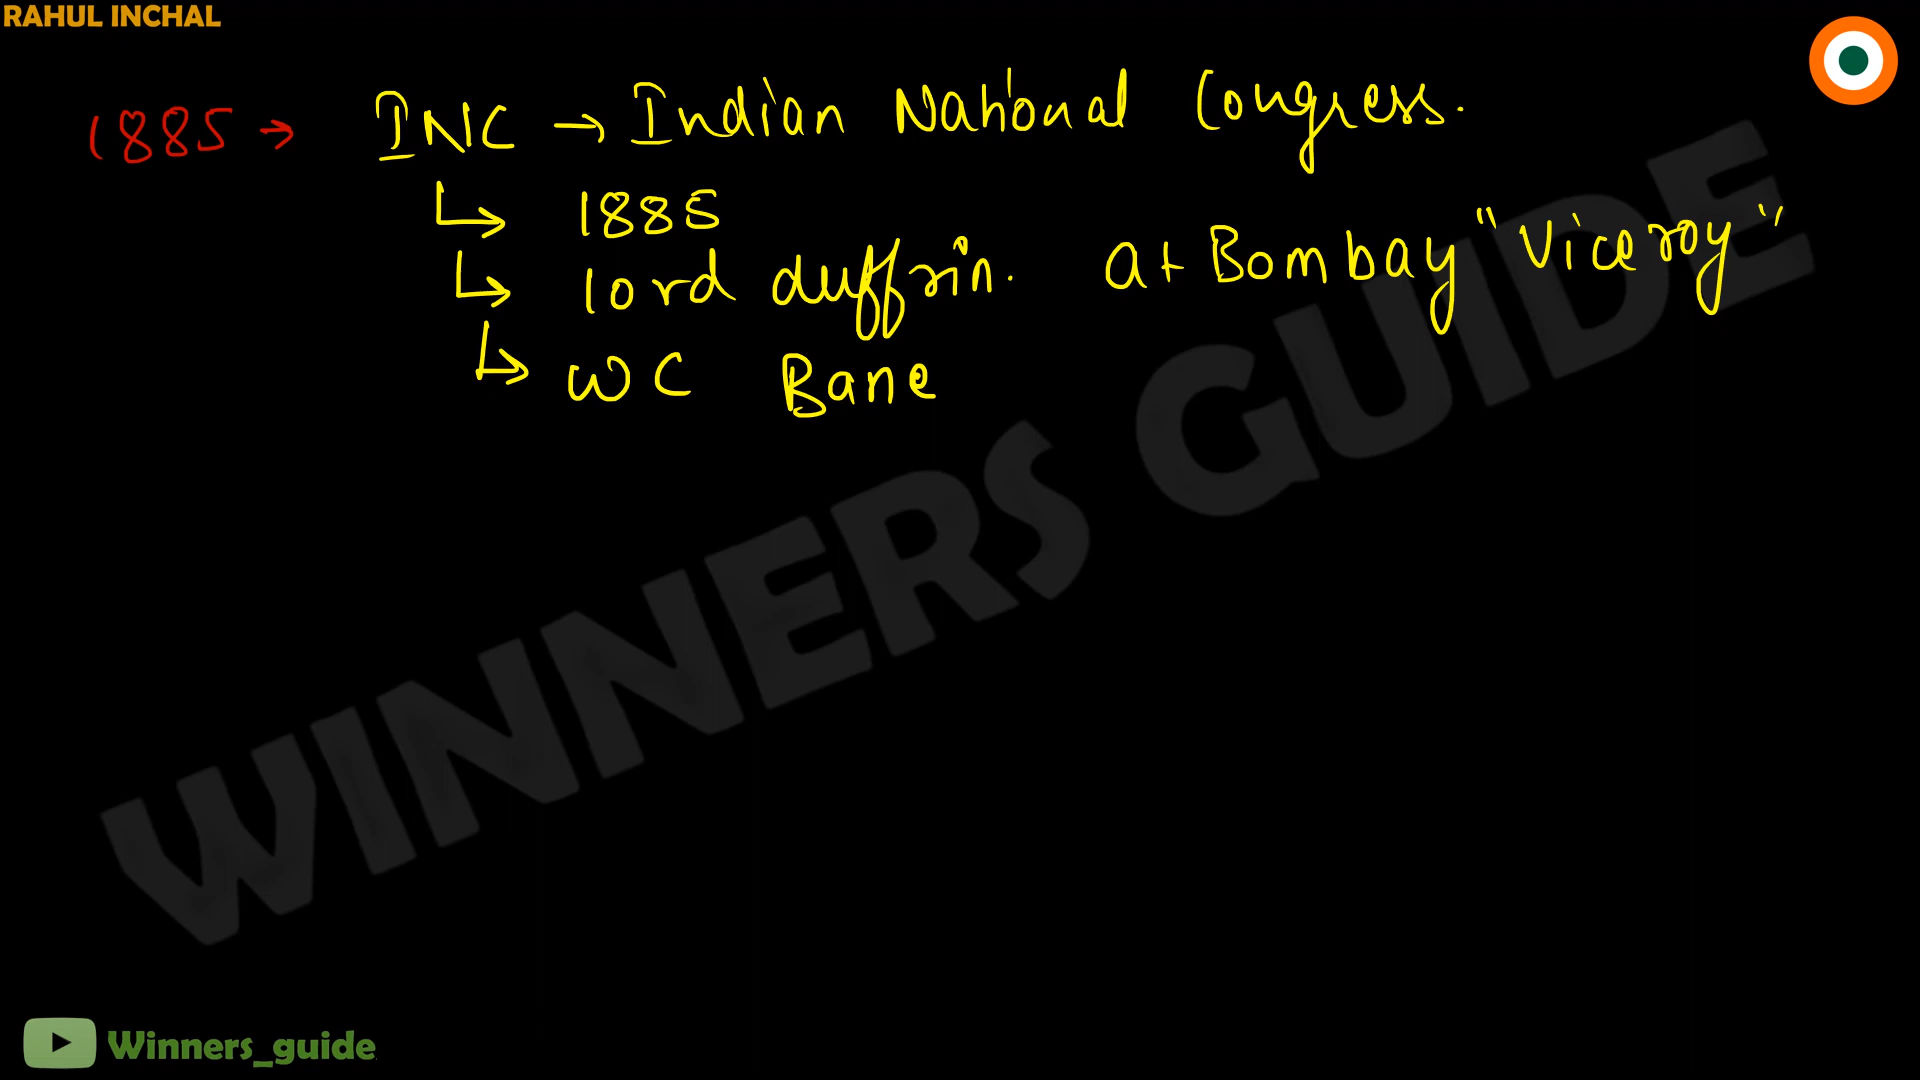 RAHUL INCHAL
1885 → INC → Indian National Congress.
↳ 1885
↳ lord duffrin. at Bombay "Viceroy"
↳ WC Bane
WINNERS GUIDE
Winners_guide